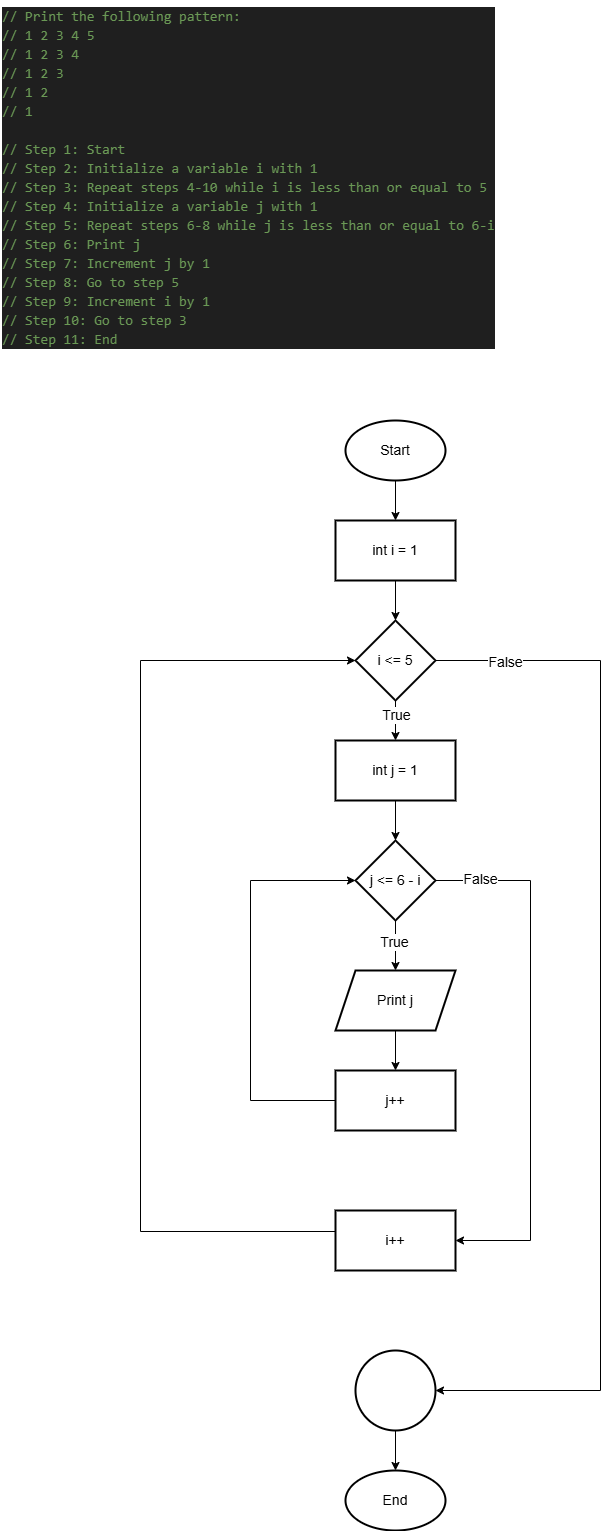 // Print the following pattern:
// 1 2 3 4 5
// 1 2 3 4
// 1 2 3
// 1 2
// 1
// Step 1: Start
// Step 2: Initialize a variable i with 1
// Step 3: Repeat steps 4-10 while i is less than or equal to 5
// Step 4: Initialize a variable j with 1
// Step 5: Repeat steps 6-8 while j is less than or equal to 6-i
// Step 6: Print j
// Step 7: Increment j by 1
// Step 8: Go to step 5
// Step 9: Increment i by 1
// Step 10: Go to step 3
// Step 11: End
Start
int i = 1
i <= 5
False
True
int j = 1
j <= 6 - i
False
True
Print j
j++
i++
End